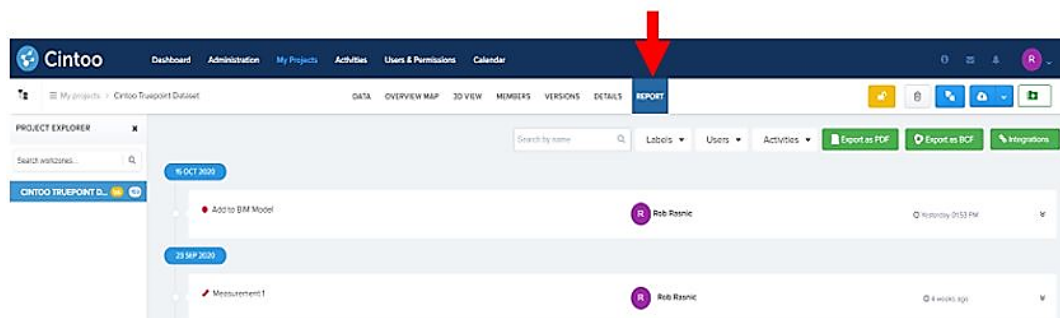 Cintoo Dashboard Administration My Projects Activities Users & Permissions Calendar R
My projects > Cintoo Truepoint Dataset DATA OVERVIEW MAP 3D VIEW MEMBERS VERSIONS DETAILS REPORT
PROJECT EXPLORER x Search by name Labels Users Activities Export as PDF Export as BCF Integrations
Search workzones...
15 OCT 2020
CINTOO TRUEPOINT D...
Add to BIM Model R Rob Rasnic Yesterday 01:53 PM
23 SEP 2020
Measurement 1 R Rob Rasnic 4 weeks ago